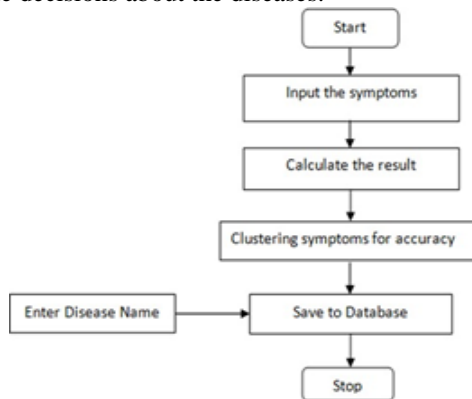 decisions about the diseases.
Start
Input the symptoms
Calculate the result
Clustering symptoms for accuracy
Enter Disease Name
Save to Database
Stop